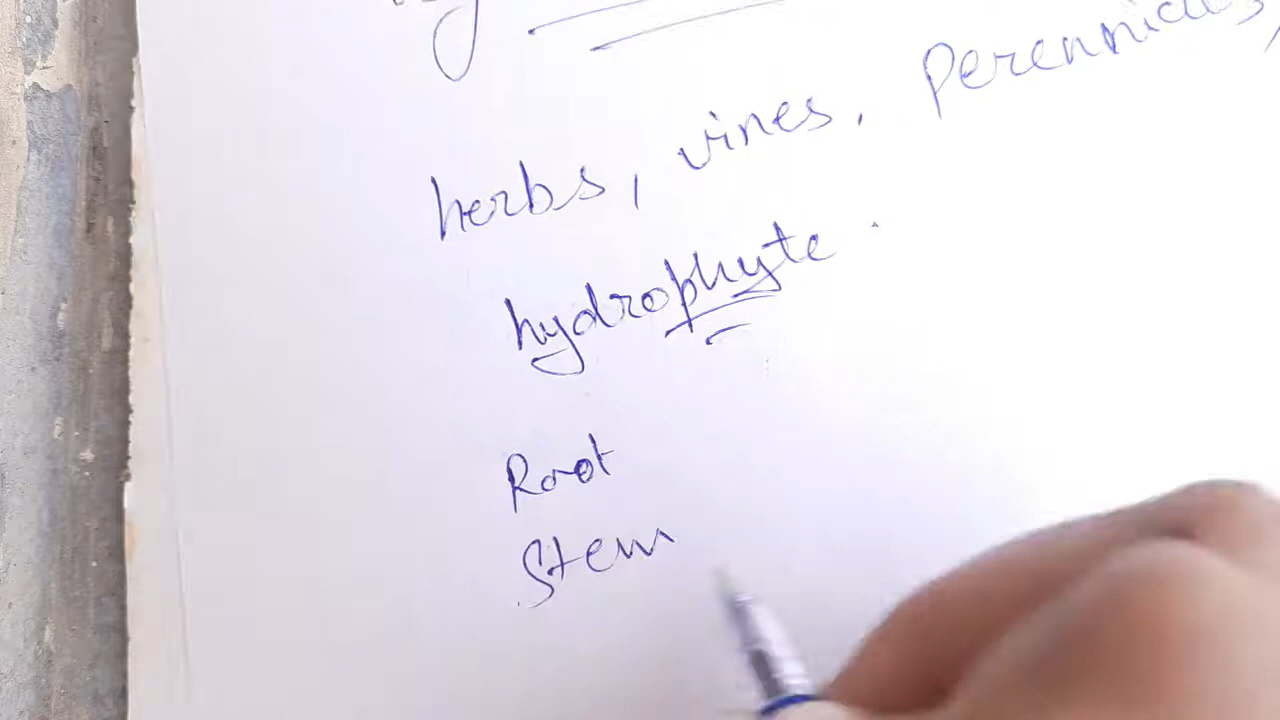 herbs, vines, Perennials,
hydrophyte.
Root
Stem